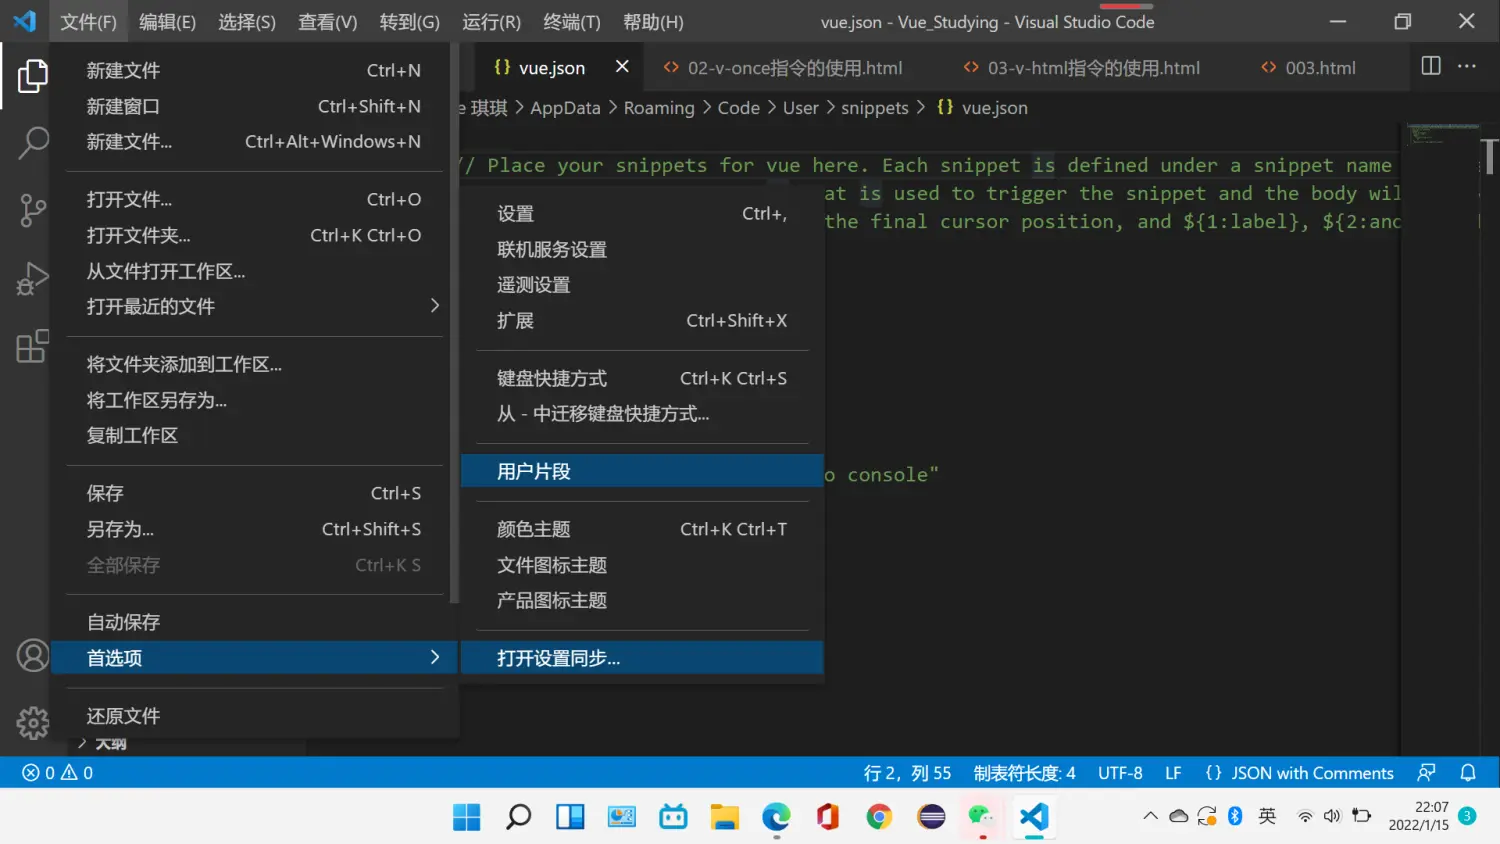 文件(F) 编辑(E) 选择(S) 查看(V) 转到(G) 运行(R) 终端(T) 帮助(H) vue.json - Vue_Studying - Visual Studio Code
{} vue.json 02-v-once指令的使用.html 03-v-html指令的使用.html 003.html
e 琪琪 > AppData > Roaming > Code > User > snippets > {} vue.json
新建文件 Ctrl+N
新建窗口 Ctrl+Shift+N
新建文件... Ctrl+Alt+Windows+N
打开文件... Ctrl+O
打开文件夹... Ctrl+K Ctrl+O
从文件打开工作区...
打开最近的文件
将文件夹添加到工作区...
将工作区另存为...
复制工作区
保存 Ctrl+S
另存为... Ctrl+Shift+S
全部保存 Ctrl+K S
自动保存
首选项
还原文件
大纲
// Place your snippets for vue here. Each snippet is defined under a snippet name
at is used to trigger the snippet and the body wil
the final cursor position, and ${1:label}, ${2:and
o console"
设置 Ctrl+,
联机服务设置
遥测设置
扩展 Ctrl+Shift+X
键盘快捷方式 Ctrl+K Ctrl+S
从 - 中迁移键盘快捷方式...
用户片段
颜色主题 Ctrl+K Ctrl+T
文件图标主题
产品图标主题
打开设置同步...
0 0 行 2，列 55 制表符长度: 4 UTF-8 LF {} JSON with Comments
英 22:07
2022/1/15 3